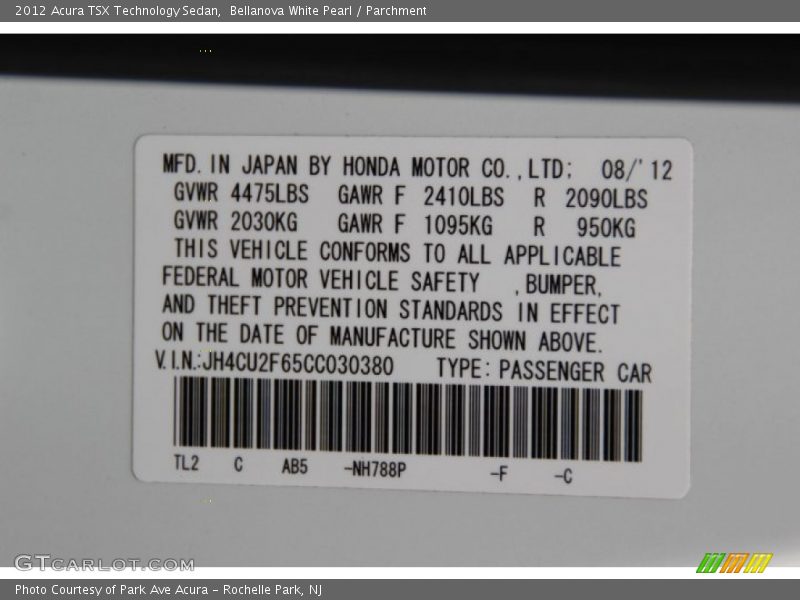 2012 Acura TSX Technology Sedan,  Bellanova White Pearl / Parchment
MFD. IN JAPAN BY HONDA MOTOR CO.,LTD; 08/'12
GVWR 4475LBS GAWR F 2410LBS R 2090LBS
GVWR 2030KG GAWR F 1095KG R 950KG
THIS VEHICLE CONFORMS TO ALL APPLICABLE
FEDERAL MOTOR VEHICLE SAFETY ,BUMPER,
AND THEFT PREVENTION STANDARDS IN EFFECT
ON THE DATE OF MANUFACTURE SHOWN ABOVE.
V.I.N.:JH4CU2F65CC030380 TYPE: PASSENGER CAR
TL2 C AB5 -NH788P -F -C
GTCARLOT.COM
Photo Courtesy of Park Ave Acura - Rochelle Park, NJ